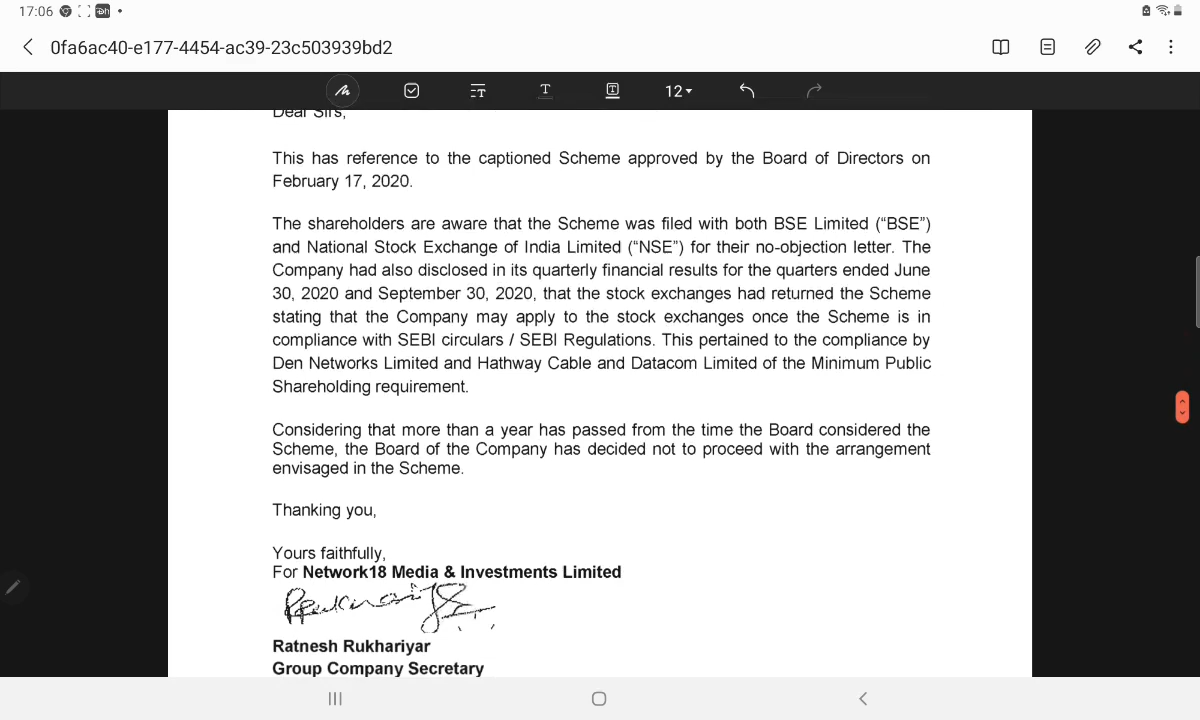 17:06
0fa6ac40-e177-4454-ac39-23c503939bd2
12
Dear Sirs,
This has reference to the captioned Scheme approved by the Board of Directors on
February 17, 2020.
The shareholders are aware that the Scheme was filed with both BSE Limited (“BSE”)
and National Stock Exchange of India Limited (“NSE”) for their no-objection letter. The
Company had also disclosed in its quarterly financial results for the quarters ended June
30, 2020 and September 30, 2020, that the stock exchanges had returned the Scheme
stating that the Company may apply to the stock exchanges once the Scheme is in
compliance with SEBI circulars / SEBI Regulations. This pertained to the compliance by
Den Networks Limited and Hathway Cable and Datacom Limited of the Minimum Public
Shareholding requirement.
Considering that more than a year has passed from the time the Board considered the
Scheme, the Board of the Company has decided not to proceed with the arrangement
envisaged in the Scheme.
Thanking you,
Yours faithfully,
For Network18 Media & Investments Limited
Ratnesh Rukhariyar
Group Company Secretary